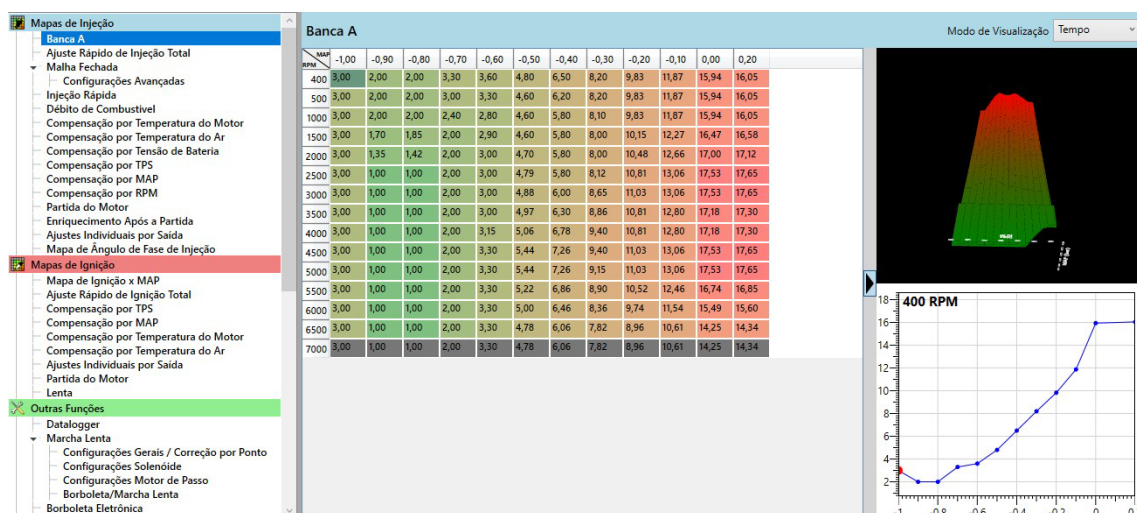 Mapas de Injeção
Banca A
Ajuste Rápido de Injeção Total
Malha Fechada
Configurações Avançadas
Injeção Rápida
Débito de Combustivel
Compensação por Temperatura do Motor
Compensação por Temperatura do Ar
Compensação por Tensão de Bateria
Compensação por TPS
Compensação por MAP
Compensação por RPM
Partida do Motor
Enriquecimento Após a Partida
Ajustes Individuais por Saída
Mapa de Ângulo de Fase de Injeção
Mapas de Ignição
Mapa de Ignição x MAP
Ajuste Rápido de Ignição Total
Compensação por TPS
Compensação por MAP
Compensação por Temperatura do Motor
Compensação por Temperatura do Ar
Ajustes Individuais por Saída
Partida do Motor
Lenta
Outras Funções
Datalogger
Marcha Lenta
Configurações Gerais / Correção por Ponto
Configurações Solenóide
Configurações Motor de Passo
Borboleta/Marcha Lenta
Borboleta Eletrônica
Banca A
Modo de Visualização Tempo
MAP
RPM -1,00 -0,90 -0,80 -0,70 -0,60 -0,50 -0,40 -0,30 -0,20 -0,10 0,00 0,20
400 3,00 2,00 2,00 3,30 3,60 4,80 6,50 8,20 9,83 11,87 15,94 16,05
500 3,00 2,00 2,00 3,00 3,30 4,60 6,20 8,20 9,83 11,87 15,94 16,05
1000 3,00 2,00 2,00 2,40 2,80 4,60 5,80 8,10 9,83 11,87 15,94 16,05
1500 3,00 1,70 1,85 2,00 2,90 4,60 5,80 8,00 10,15 12,27 16,47 16,58
2000 3,00 1,35 1,42 2,00 3,00 4,70 5,80 8,00 10,48 12,66 17,00 17,12
2500 3,00 1,00 1,00 2,00 3,00 4,79 5,80 8,12 10,81 13,06 17,53 17,65
3000 3,00 1,00 1,00 2,00 3,00 4,88 6,00 8,65 11,03 13,06 17,53 17,65
3500 3,00 1,00 1,00 2,00 3,00 4,97 6,30 8,86 10,81 12,80 17,18 17,30
4000 3,00 1,00 1,00 2,00 3,15 5,06 6,78 9,40 10,81 12,80 17,18 17,30
4500 3,00 1,00 1,00 2,00 3,30 5,44 7,26 9,40 11,03 13,06 17,53 17,65
5000 3,00 1,00 1,00 2,00 3,30 5,44 7,26 9,15 11,03 13,06 17,53 17,65
5500 3,00 1,00 1,00 2,00 3,30 5,22 6,86 8,90 10,52 12,46 16,74 16,85
6000 3,00 1,00 1,00 2,00 3,30 5,00 6,46 8,36 9,74 11,54 15,49 15,60
6500 3,00 1,00 1,00 2,00 3,30 4,78 6,06 7,82 8,96 10,61 14,25 14,34
7000 3,00 1,00 1,00 2,00 3,30 4,78 6,06 7,82 8,96 10,61 14,25 14,34
400 RPM
18
16
14
12
10
8
6
4
2
-1 -0.8 -0.6 -0.4 -0.2 0